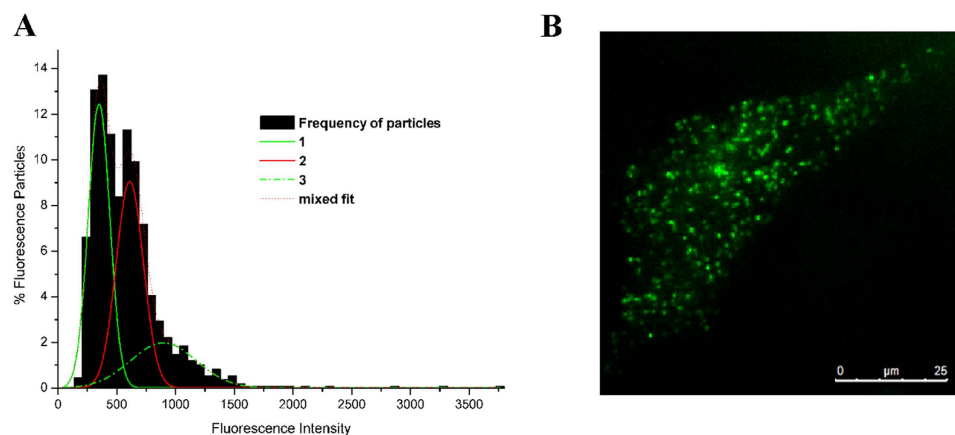 A
B
14
12
10
8
6
4
2
0
% Fluorescence Particles
Frequency of particles
1
2
3
mixed fit
0 500 1000 1500 2000 2500 3000 3500
Fluorescence Intensity
0 µm 25